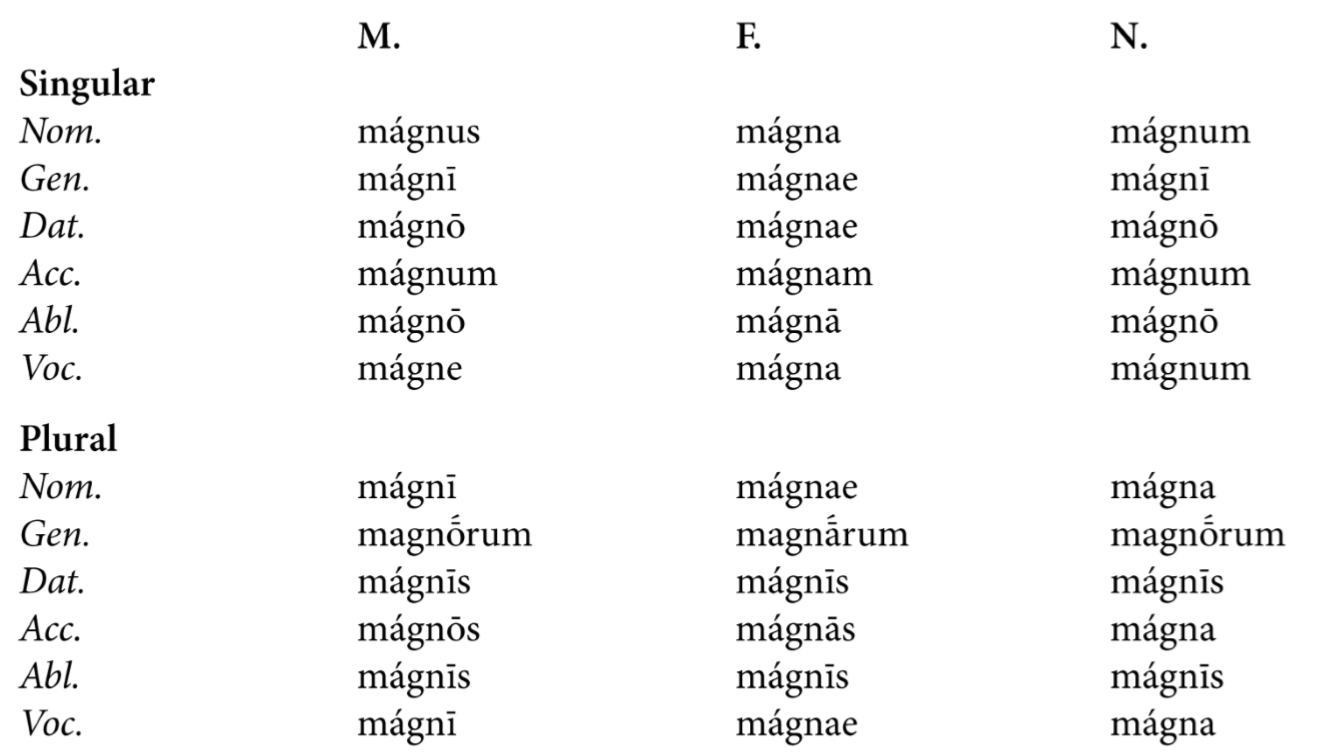 M. F. N.
Singular
Nom. mágnus mágna mágnum
Gen. mágnī mágnae mágnī
Dat. mágnō mágnae mágnō
Acc. mágnum mágnam mágnum
Abl. mágnō mágnā mágnō
Voc. mágne mágna mágnum
Plural
Nom. mágnī mágnae mágna
Gen. magnṓrum magnā́rum magnṓrum
Dat. mágnīs mágnīs mágnīs
Acc. mágnōs mágnās mágna
Abl. mágnīs mágnīs mágnīs
Voc. mágnī mágnae mágna